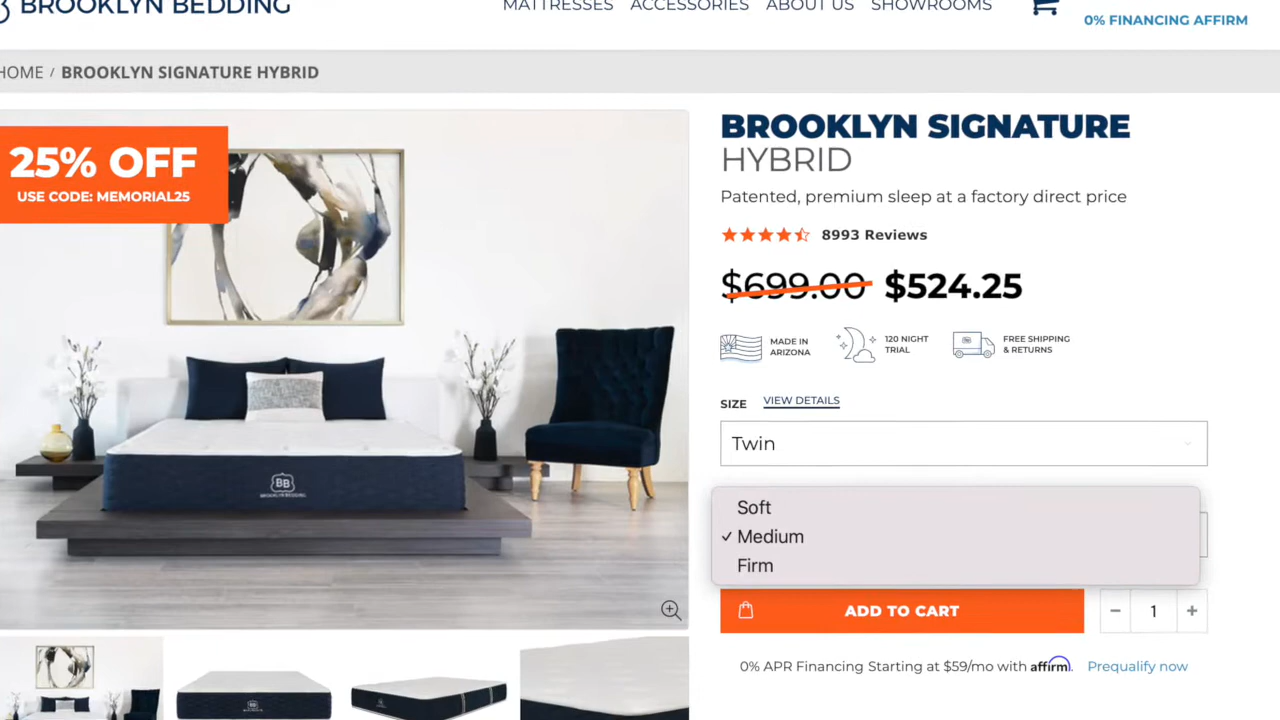 BROOKLYN BEDDING
MATTRESSES ACCESSORIES ABOUT US SHOWROOMS
0% FINANCING AFFIRM
HOME / BROOKLYN SIGNATURE HYBRID
25% OFF
USE CODE: MEMORIAL25
BB
BROOKLYN BEDDING
BROOKLYN SIGNATURE
HYBRID
Patented, premium sleep at a factory direct price
8993 Reviews
$699.00 $524.25
MADE IN
ARIZONA
120 NIGHT
TRIAL
FREE SHIPPING
& RETURNS
SIZE VIEW DETAILS
Twin
Soft
✓ Medium
Firm
ADD TO CART
− 1 +
0% APR Financing Starting at $59/mo with affirm. Prequalify now